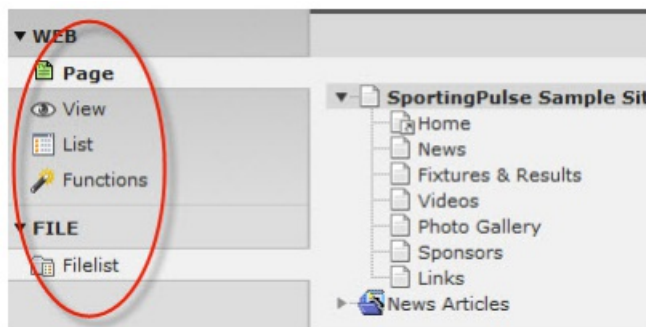 WEB
Page
View
List
Functions
FILE
Filelist
SportingPulse Sample Sit
Home
News
Fixtures & Results
Videos
Photo Gallery
Sponsors
Links
News Articles